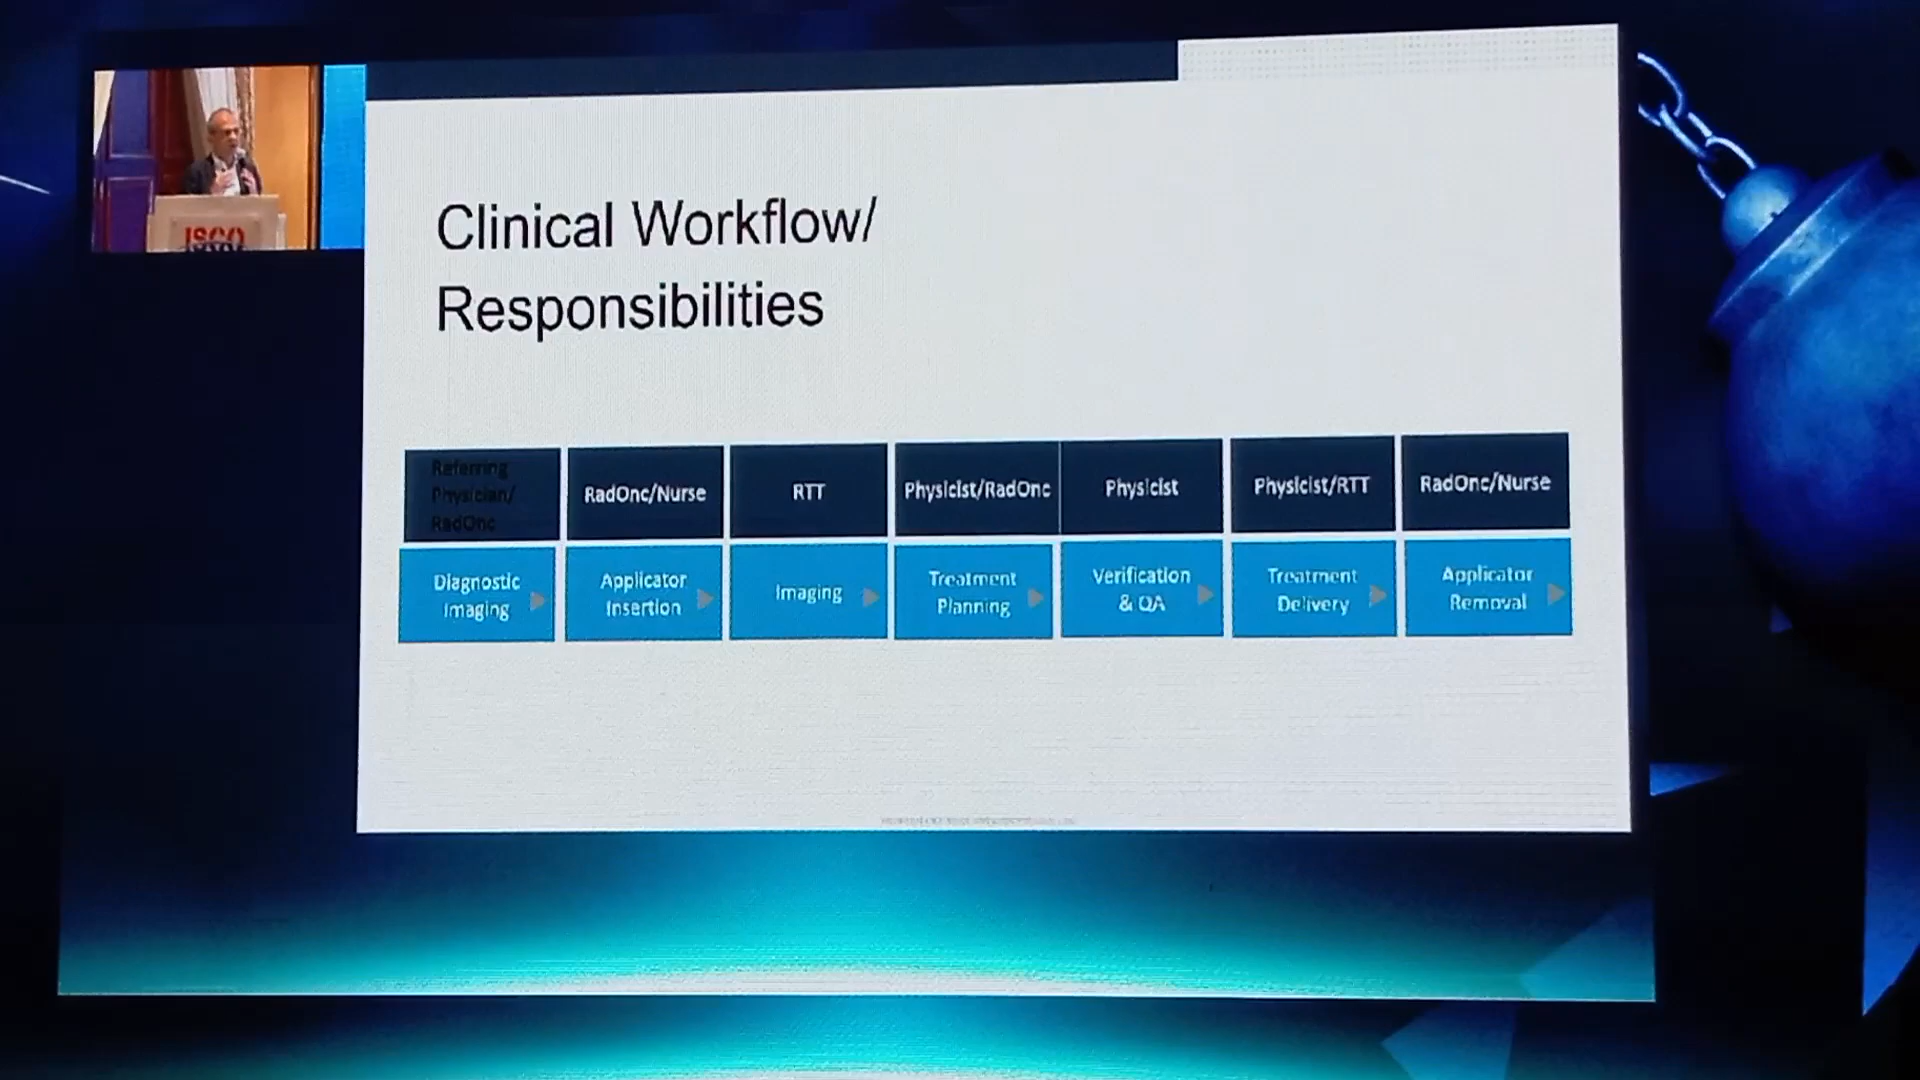 Clinical Workflow/
Responsibilities
Referring
Physician/
RadOnc
RadOnc/Nurse
RTT
Physicist/RadOnc
Physicist
Physicist/RTT
RadOnc/Nurse
Diagnostic
Imaging
Applicator
Insertion
Imaging
Treatment
Planning
Verification
& QA
Treatment
Delivery
Applicator
Removal